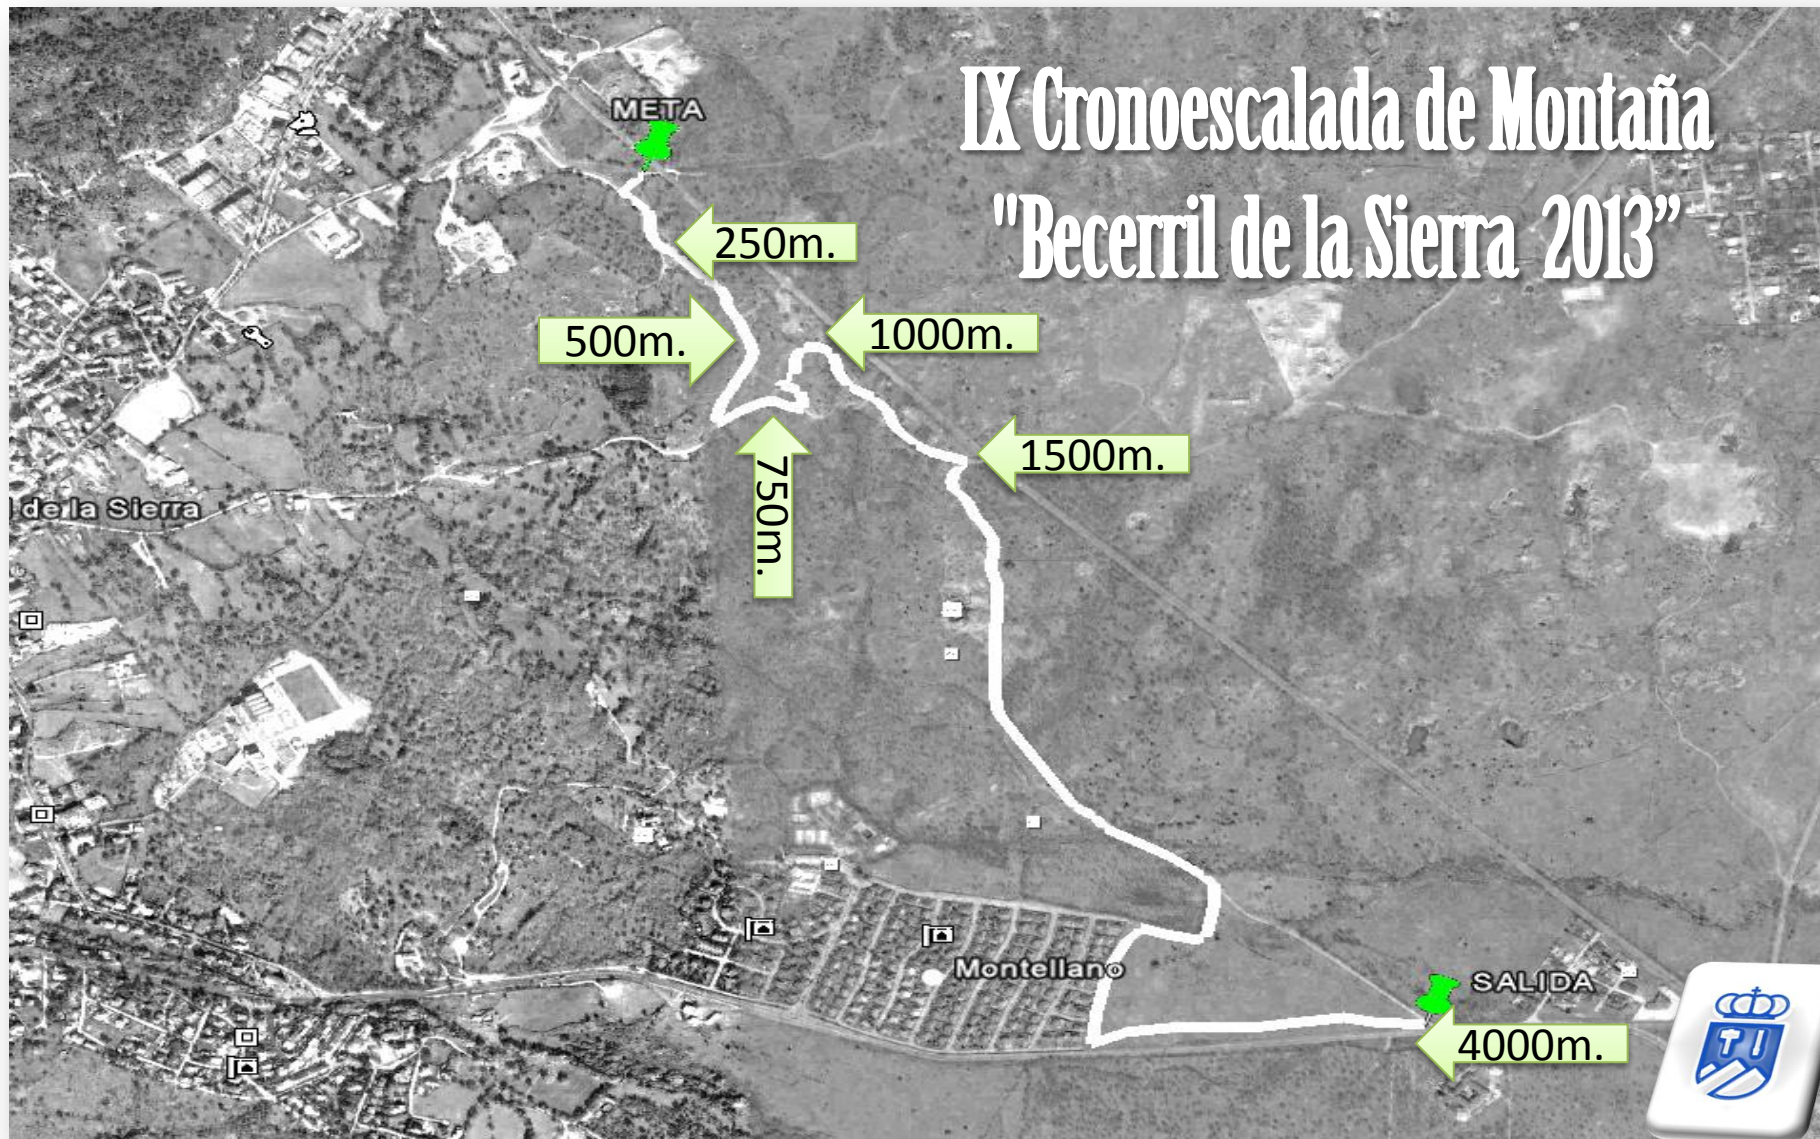 IX Cronoescalada de Montaña
"Becerril de la Sierra 2013”
META
250m.
500m.
1000m.
1500m.
750m.
de la Sierra
Montellano
SALIDA
4000m.